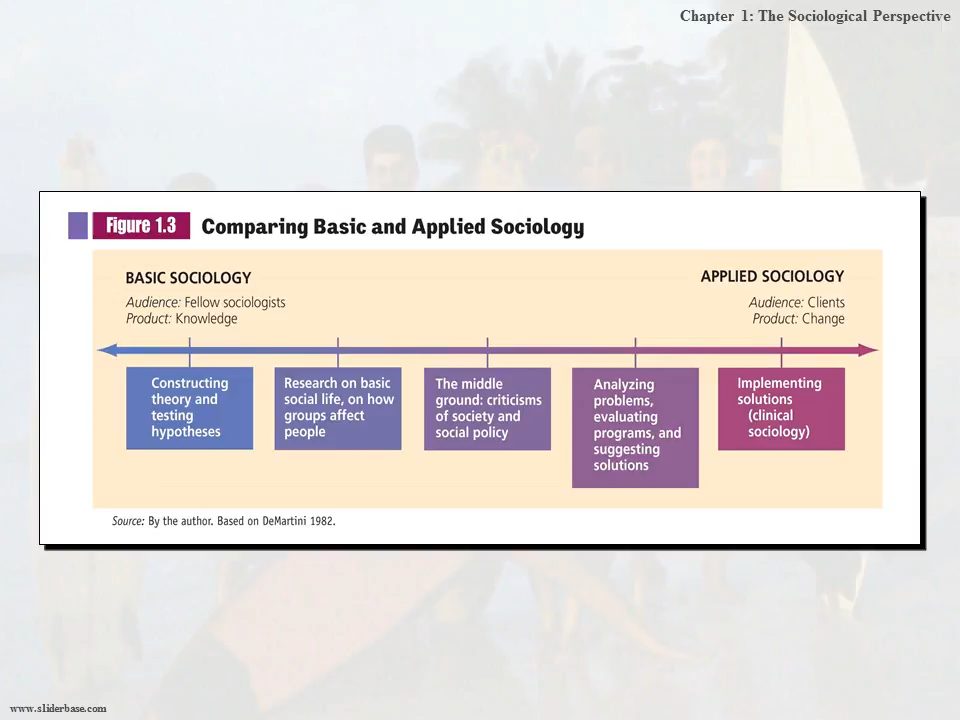 Chapter 1: The Sociological Perspective
Figure 1.3 Comparing Basic and Applied Sociology
BASIC SOCIOLOGY
Audience: Fellow sociologists
Product: Knowledge
APPLIED SOCIOLOGY
Audience: Clients
Product: Change
Constructing
theory and
testing
hypotheses
Research on basic
social life, on how
groups affect
people
The middle
ground: criticisms
of society and
social policy
Analyzing
problems,
evaluating
programs, and
suggesting
solutions
Implementing
solutions
(clinical
sociology)
Source: By the author. Based on DeMartini 1982.
www.sliderbase.com